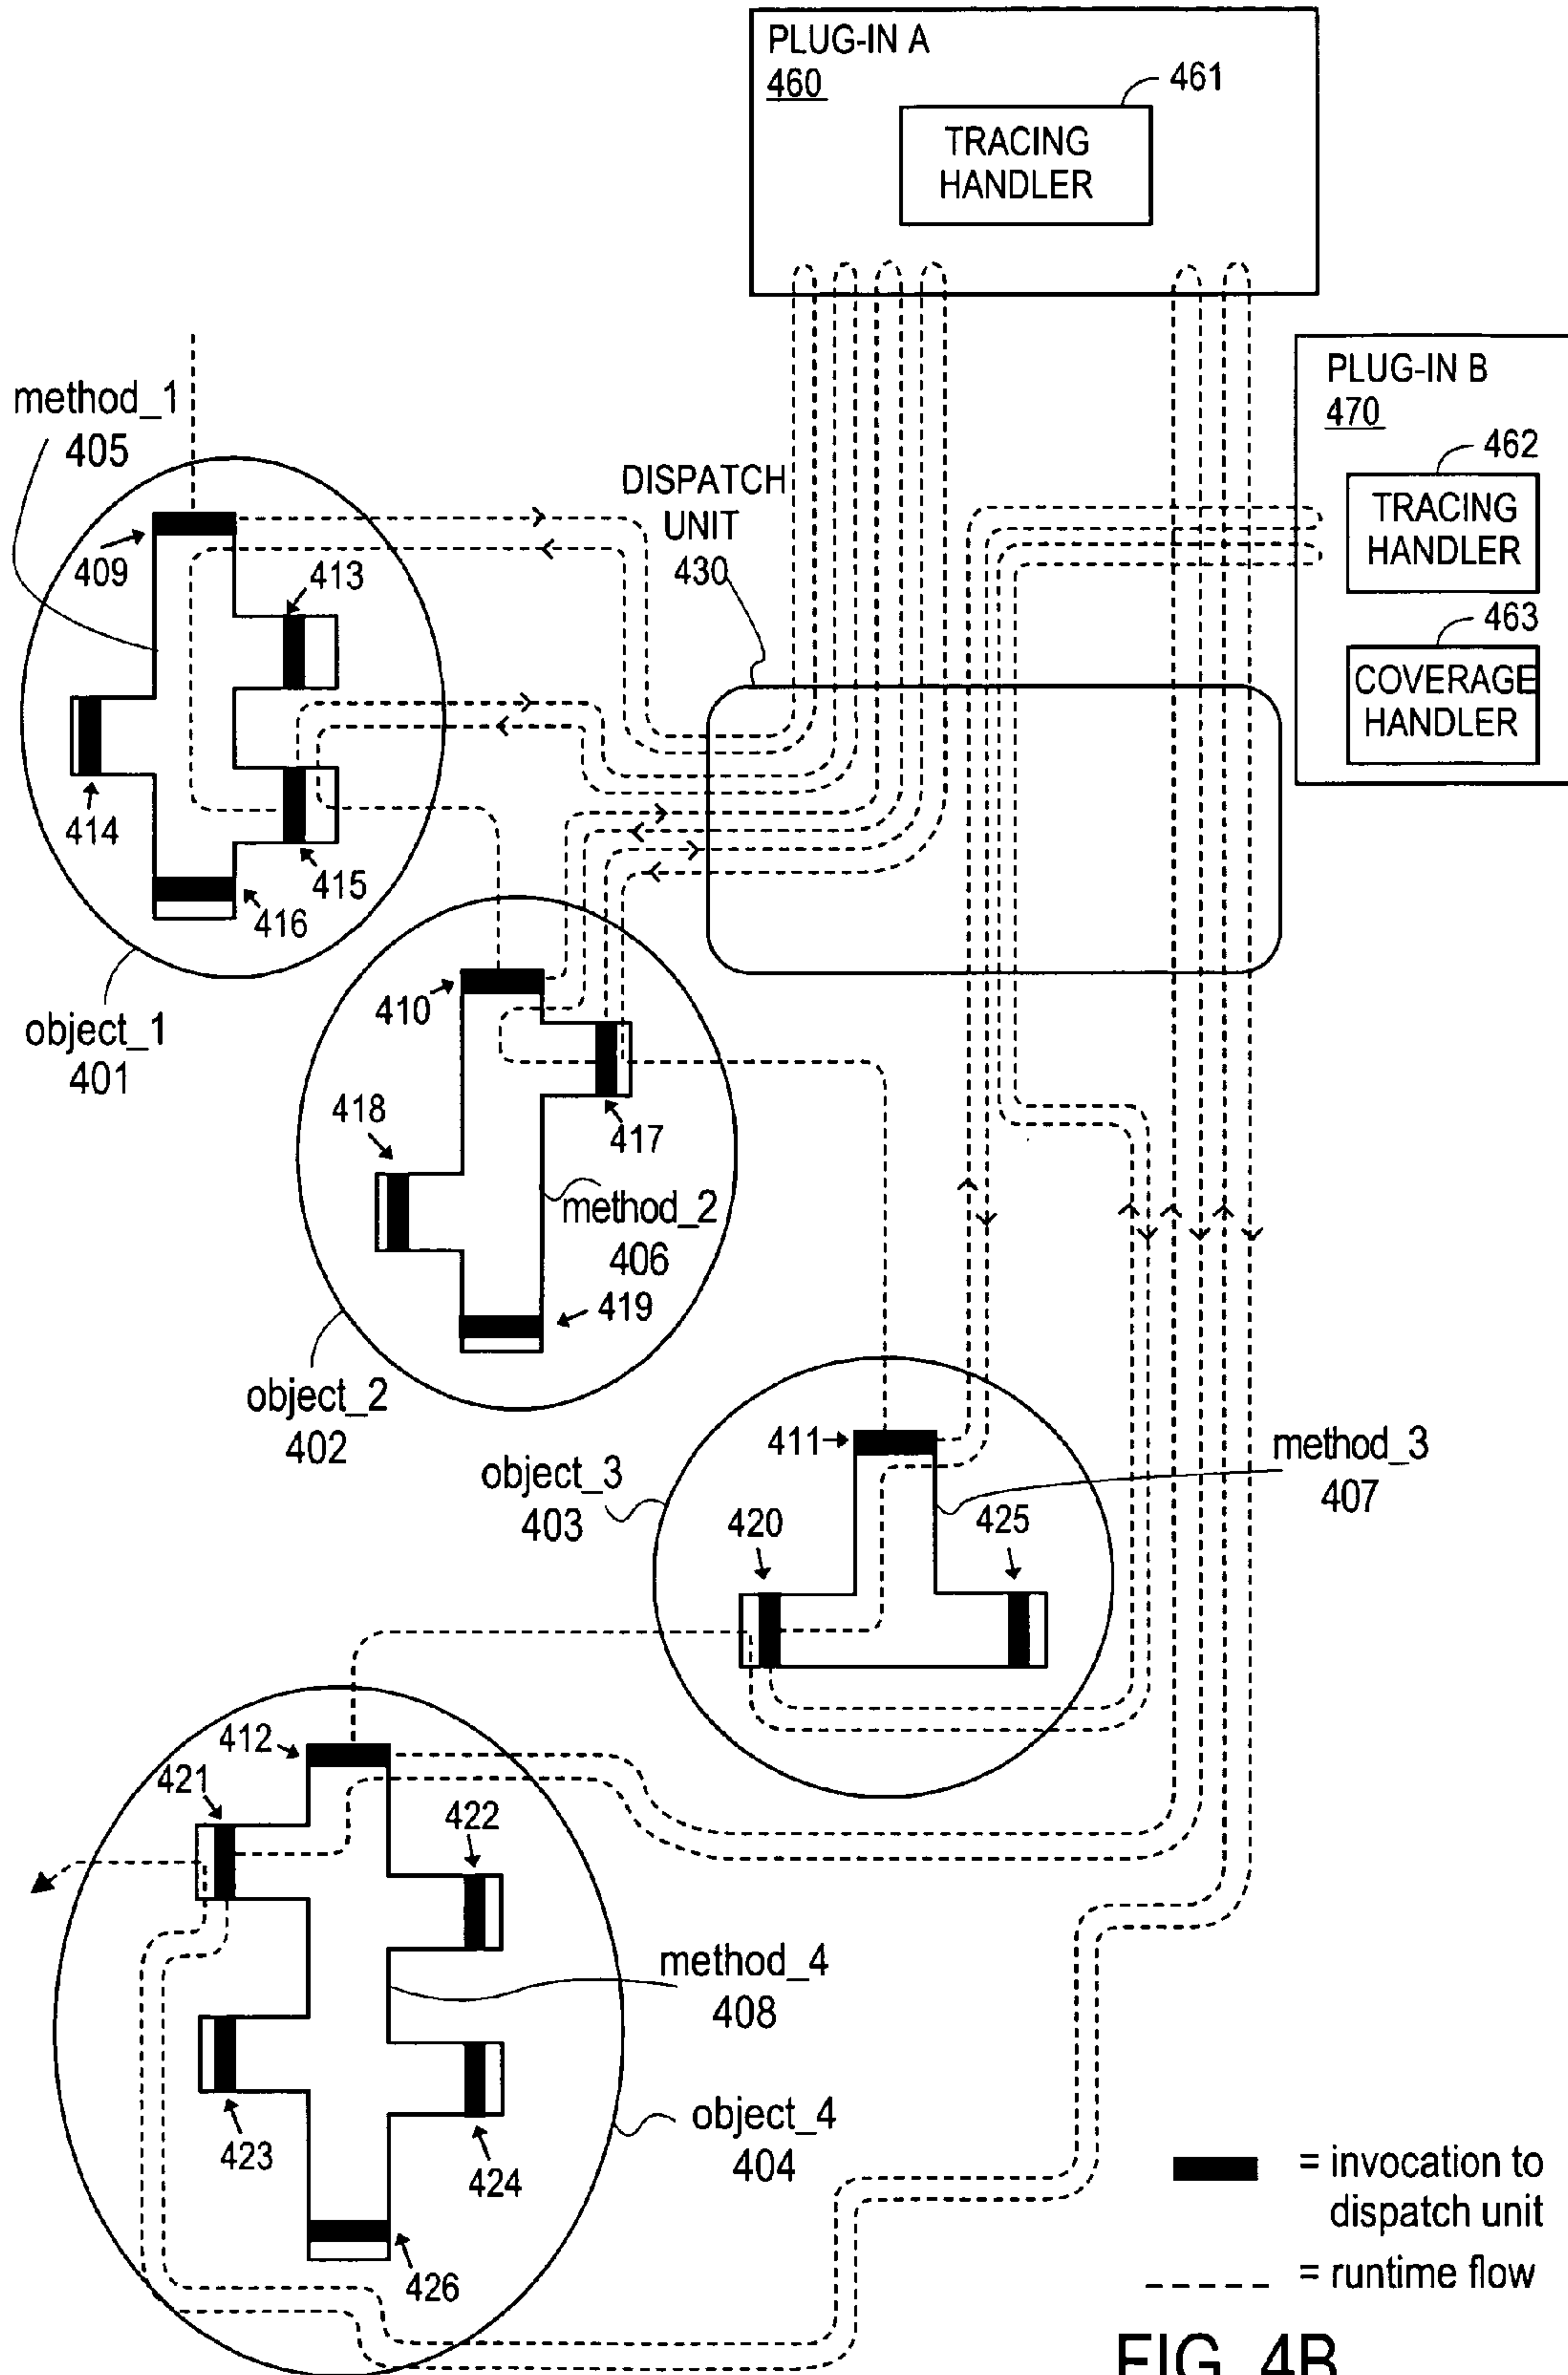 PLUG-IN A
460
461
TRACING
HANDLER
PLUG-IN B
470
462
TRACING
HANDLER
463
COVERAGE
HANDLER
method_1
405
DISPATCH
UNIT
430
409
413
414
415
416
object_1
401
410
417
418
method_2
406
419
object_2
402
411
method_3
407
object_3
403
420
425
412
421
422
method_4
408
423
424
object_4
404
426
= invocation to
dispatch unit
= runtime flow
FIG. 4B